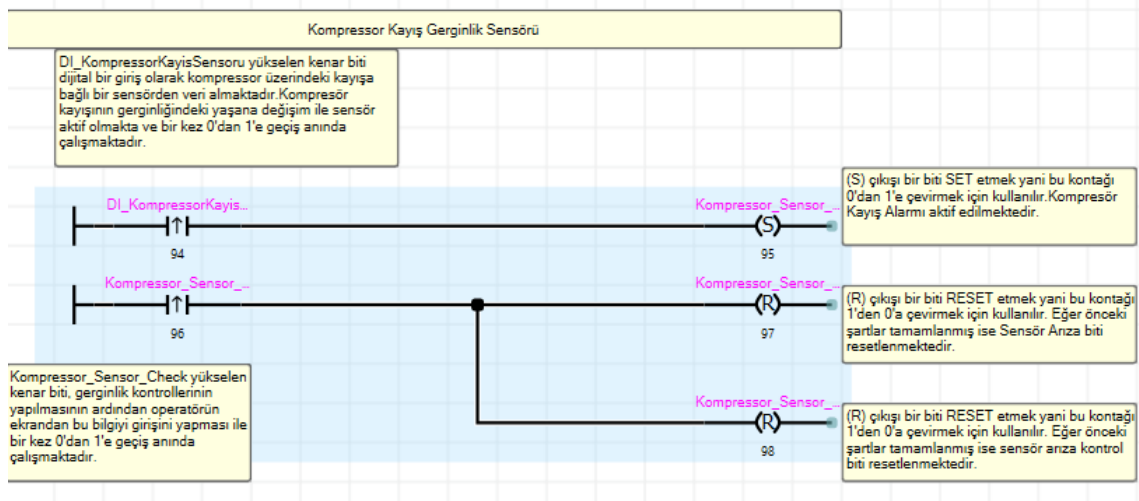 Kompressor Kayış Gerginlik Sensörü
DI_KompressorKayisSensoru yükselen kenar biti
dijital bir giriş olarak kompressor üzerindeki kayışa
bağlı bir sensörden veri almaktadır.Kompresör
kayışının gerginliğindeki yaşana değişim ile sensör
aktif olmakta ve bir kez 0'dan 1'e geçiş anında
çalışmaktadır.
(S) çıkışı bir biti SET etmek yani bu kontağı
0'dan 1'e çevirmek için kullanılır.Kompresör
Kayış Alarmı aktif edilmektedir.
DI_KompressorKayis...
Kompressor_Sensor_...
(S)
94
95
Kompressor_Sensor_...
Kompressor_Sensor_...
(R)
96
97
(R) çıkışı bir biti RESET etmek yani bu kontağı
1'den 0'a çevirmek için kullanılır. Eğer önceki
şartlar tamamlanmış ise Sensör Arıza biti
resetlenmektedir.
Kompressor_Sensor_Check yükselen
kenar biti, gerginlik kontrollerinin
yapılmasının ardından operatörün
ekrandan bu bilgiyi girişini yapması ile
bir kez 0'dan 1'e geçiş anında
çalışmaktadır.
Kompressor_Sensor_...
(R)
98
(R) çıkışı bir biti RESET etmek yani bu kontağı
1'den 0'a çevirmek için kullanılır. Eğer önceki
şartlar tamamlanmış ise sensör arıza kontrol
biti resetlenmektedir.